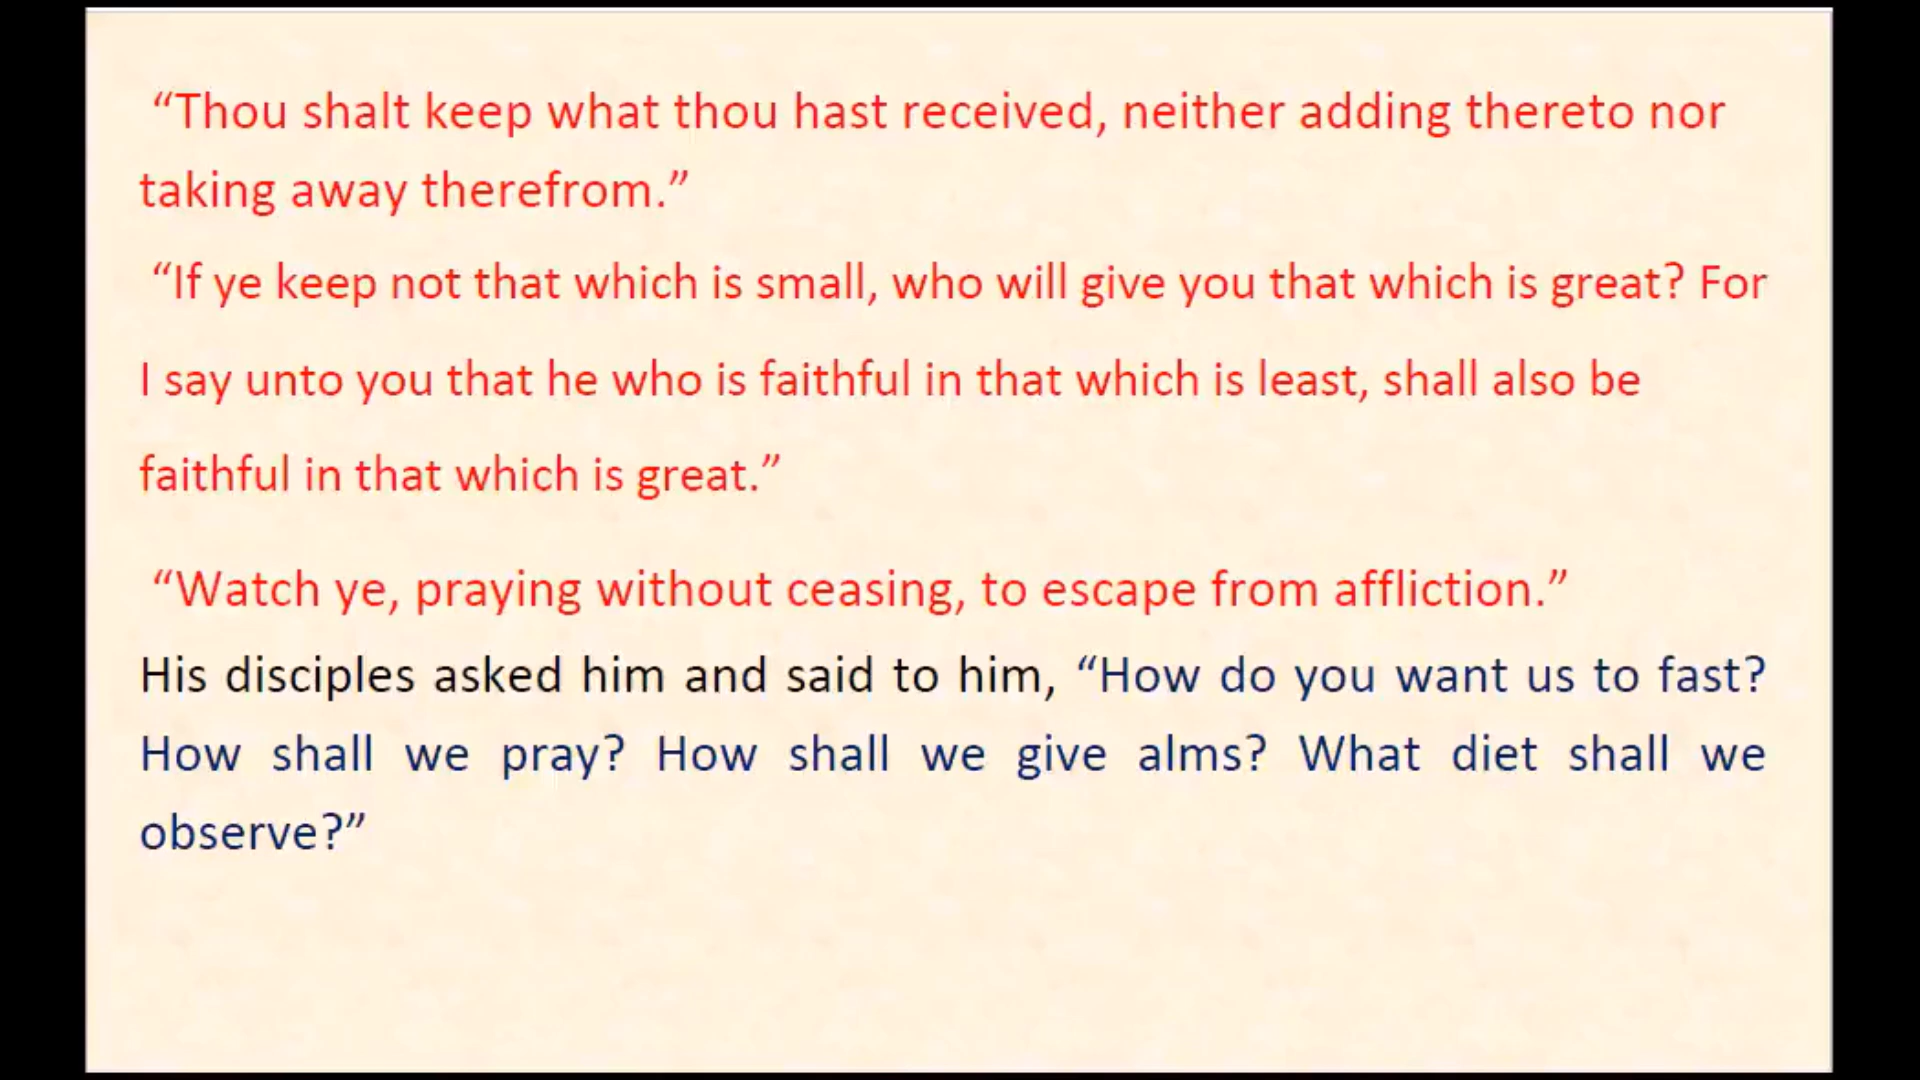 “Thou shalt keep what thou hast received, neither adding thereto nor
taking away therefrom.”
“If ye keep not that which is small, who will give you that which is great? For
I say unto you that he who is faithful in that which is least, shall also be
faithful in that which is great.”
“Watch ye, praying without ceasing, to escape from affliction.”
His disciples asked him and said to him, “How do you want us to fast?
How shall we pray? How shall we give alms? What diet shall we
observe?”